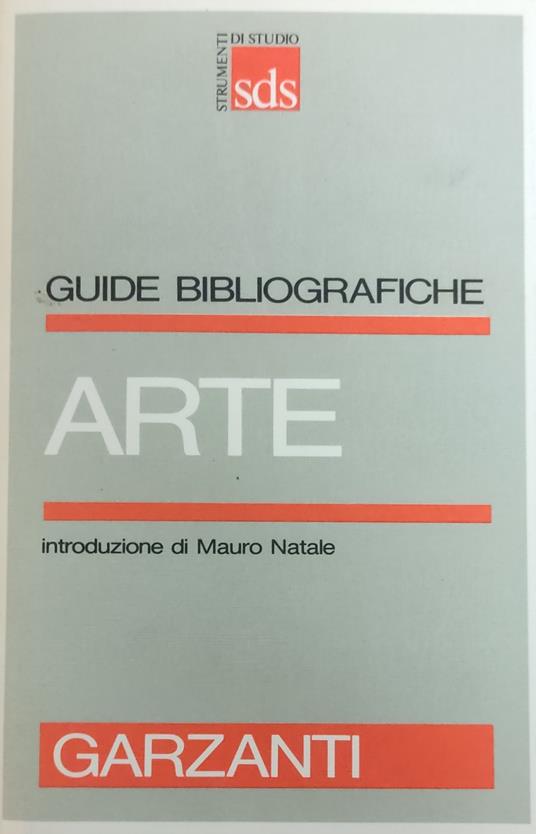 STRUMENTI
DI STUDIO
sds
GUIDE BIBLIOGRAFICHE
ARTE
introduzione di Mauro Natale
GARZANTI